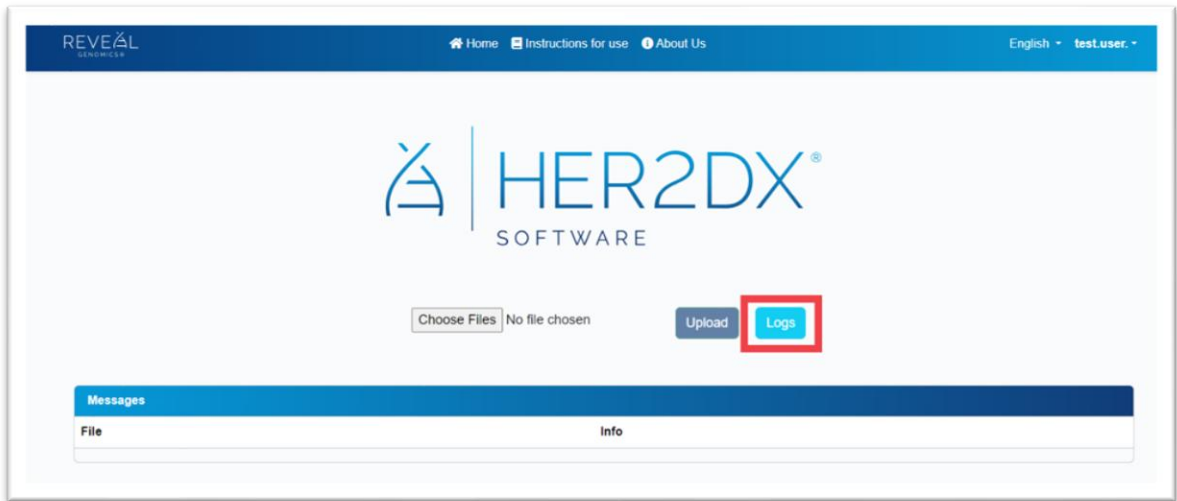 REVEAL
GENOMICS®
Home Instructions for use About Us
English test.user.
HER2DX®
SOFTWARE
Choose Files No file chosen Upload Logs
Messages
File Info